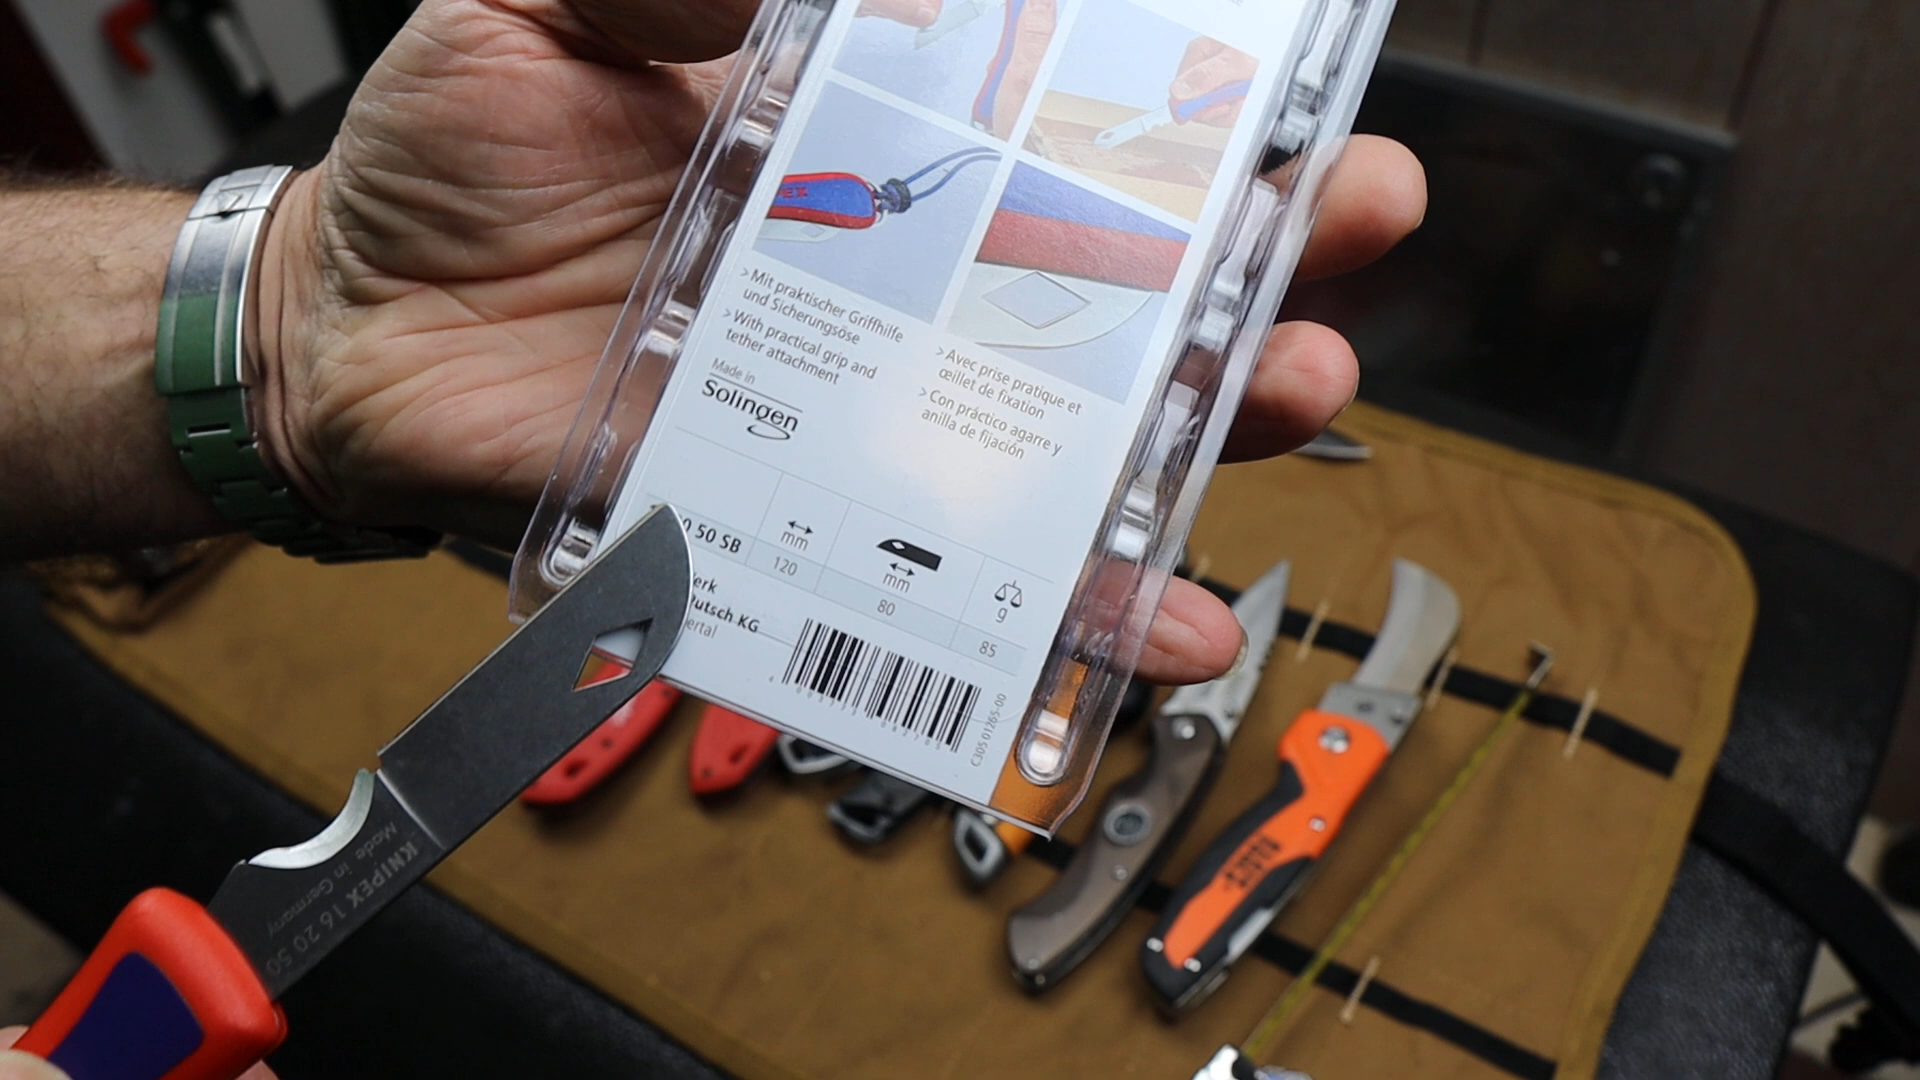 > Mit praktischer Griffhilfe
und Sicherungsöse
> With practical grip and
tether attachment
> Avec prise pratique et
œillet de fixation
> Con práctico agarre y
anilla de fijación
Made in
Solingen
0 50 SB
mm
120
mm
80
g
85
erk
Putsch KG
ertal
C305 01265-00
KNIPEX 16 20 50
Made in Germany